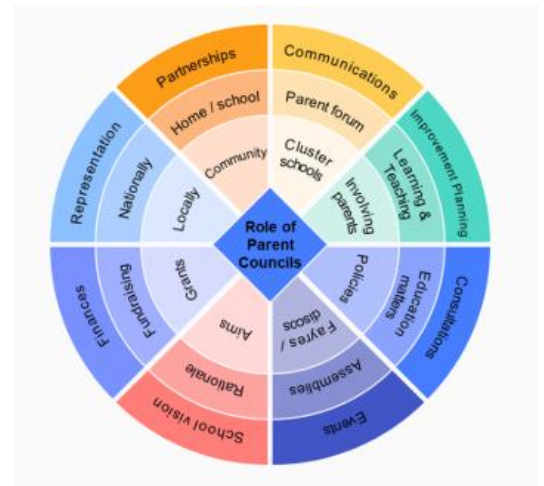 Partnerships
Home / school
Community
Communications
Parent forum
Cluster
schools
Improvement Planning
Learning &
Teaching
Involving
parents
Consultations
Education
matters
Policies
Events
Assemblies
Fayres /
discos
School vision
Rationale
Aims
Finances
Fundraising
Grants
Representation
Nationally
Locally
Role of
Parent
Councils